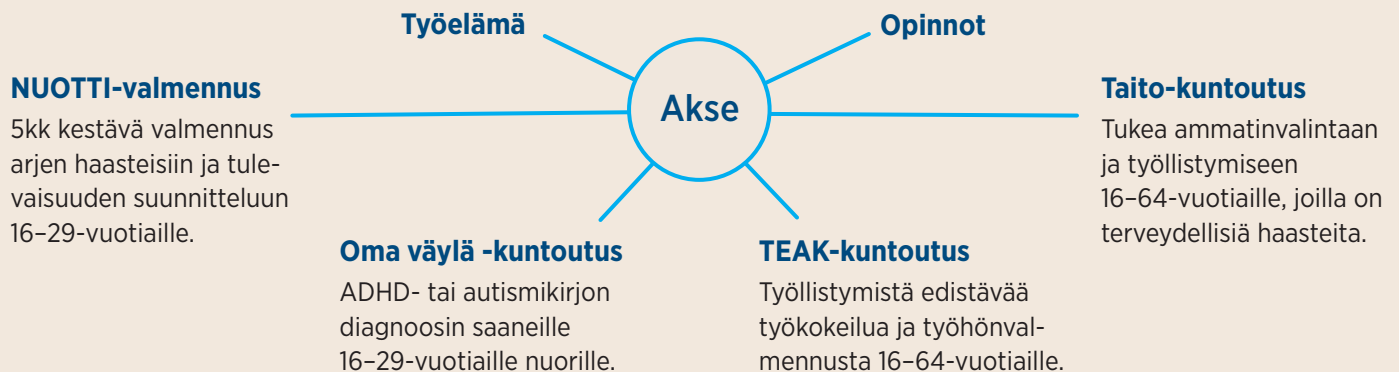 Työelämä
Opinnot
Akse
NUOTTI-valmennus
5kk kestävä valmennus
arjen haasteisiin ja tule-
vaisuuden suunnitteluun
16–29-vuotiaille.
Oma väylä -kuntoutus
ADHD- tai autismikirjon
diagnoosin saaneille
16–29-vuotiaille nuorille.
TEAK-kuntoutus
Työllistymistä edistävää
työkokeilua ja työhönval-
mennusta 16–64-vuotiaille.
Taito-kuntoutus
Tukea ammatinvalintaan
ja työllistymiseen
16–64-vuotiaille, joilla on
terveydellisiä haasteita.